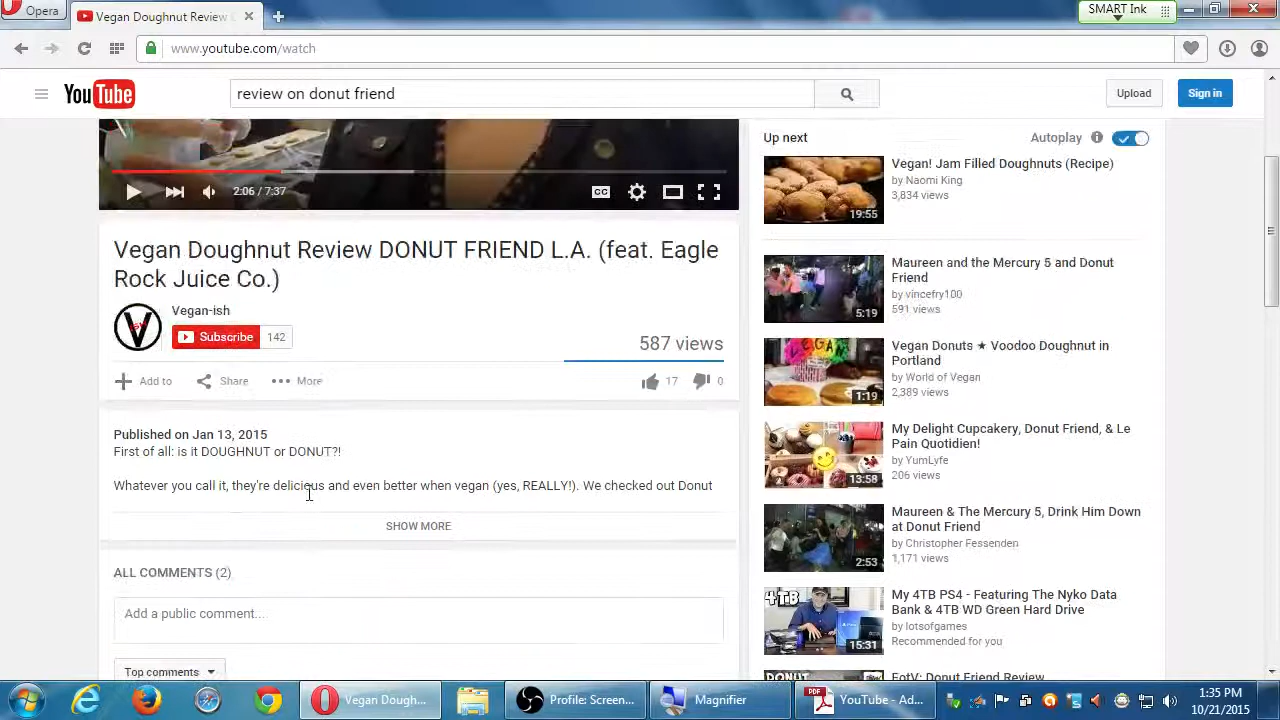 Opera
Vegan Doughnut Review
SMART Ink
www.youtube.com/watch
YouTube
review on donut friend
Upload
Sign in
2:06 / 7:37
CC
Vegan Doughnut Review DONUT FRIEND L.A. (feat. Eagle
Rock Juice Co.)
Vegan-ish
Subscribe
142
587 views
Add to
Share
More
17
0
Published on Jan 13, 2015
First of all: is it DOUGHNUT or DONUT?!
Whatever you call it, they're delicious and even better when vegan (yes, REALLY!). We checked out Donut
SHOW MORE
ALL COMMENTS (2)
Add a public comment....
Top comments
Up next
Autoplay
Vegan! Jam Filled Doughnuts (Recipe)
by Naomi King
3,834 views
19:55
Maureen and the Mercury 5 and Donut
Friend
by vincefry100
591 views
5:19
Vegan Donuts ★ Voodoo Doughnut in
Portland
by World of Vegan
2,389 views
1:19
My Delight Cupcakery, Donut Friend, & Le
Pain Quotidien!
by YumLyfe
206 views
13:58
Maureen & The Mercury 5, Drink Him Down
at Donut Friend
by Christopher Fessenden
1,171 views
2:53
My 4TB PS4 - Featuring The Nyko Data
Bank & 4TB WD Green Hard Drive
by lotsofgames
Recommended for you
4TB
15:31
EotV: Donut Friend Review
Vegan Dough...
Profile: Screen...
Magnifier
PDF
YouTube - Ad...
1:35 PM
10/21/2015